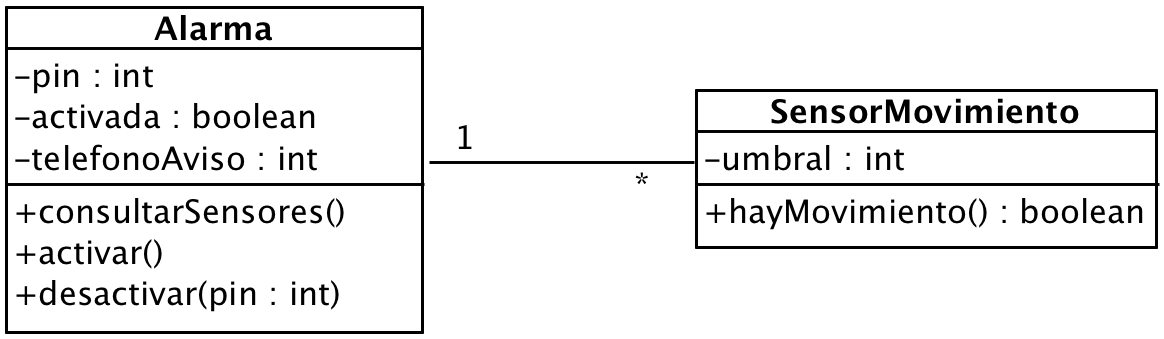 Alarma
-pin : int
-activada : boolean
-telefonoAviso : int
+consultarSensores()
+activar()
+desactivar(pin : int)
1
*
SensorMovimiento
-umbral : int
+hayMovimiento() : boolean